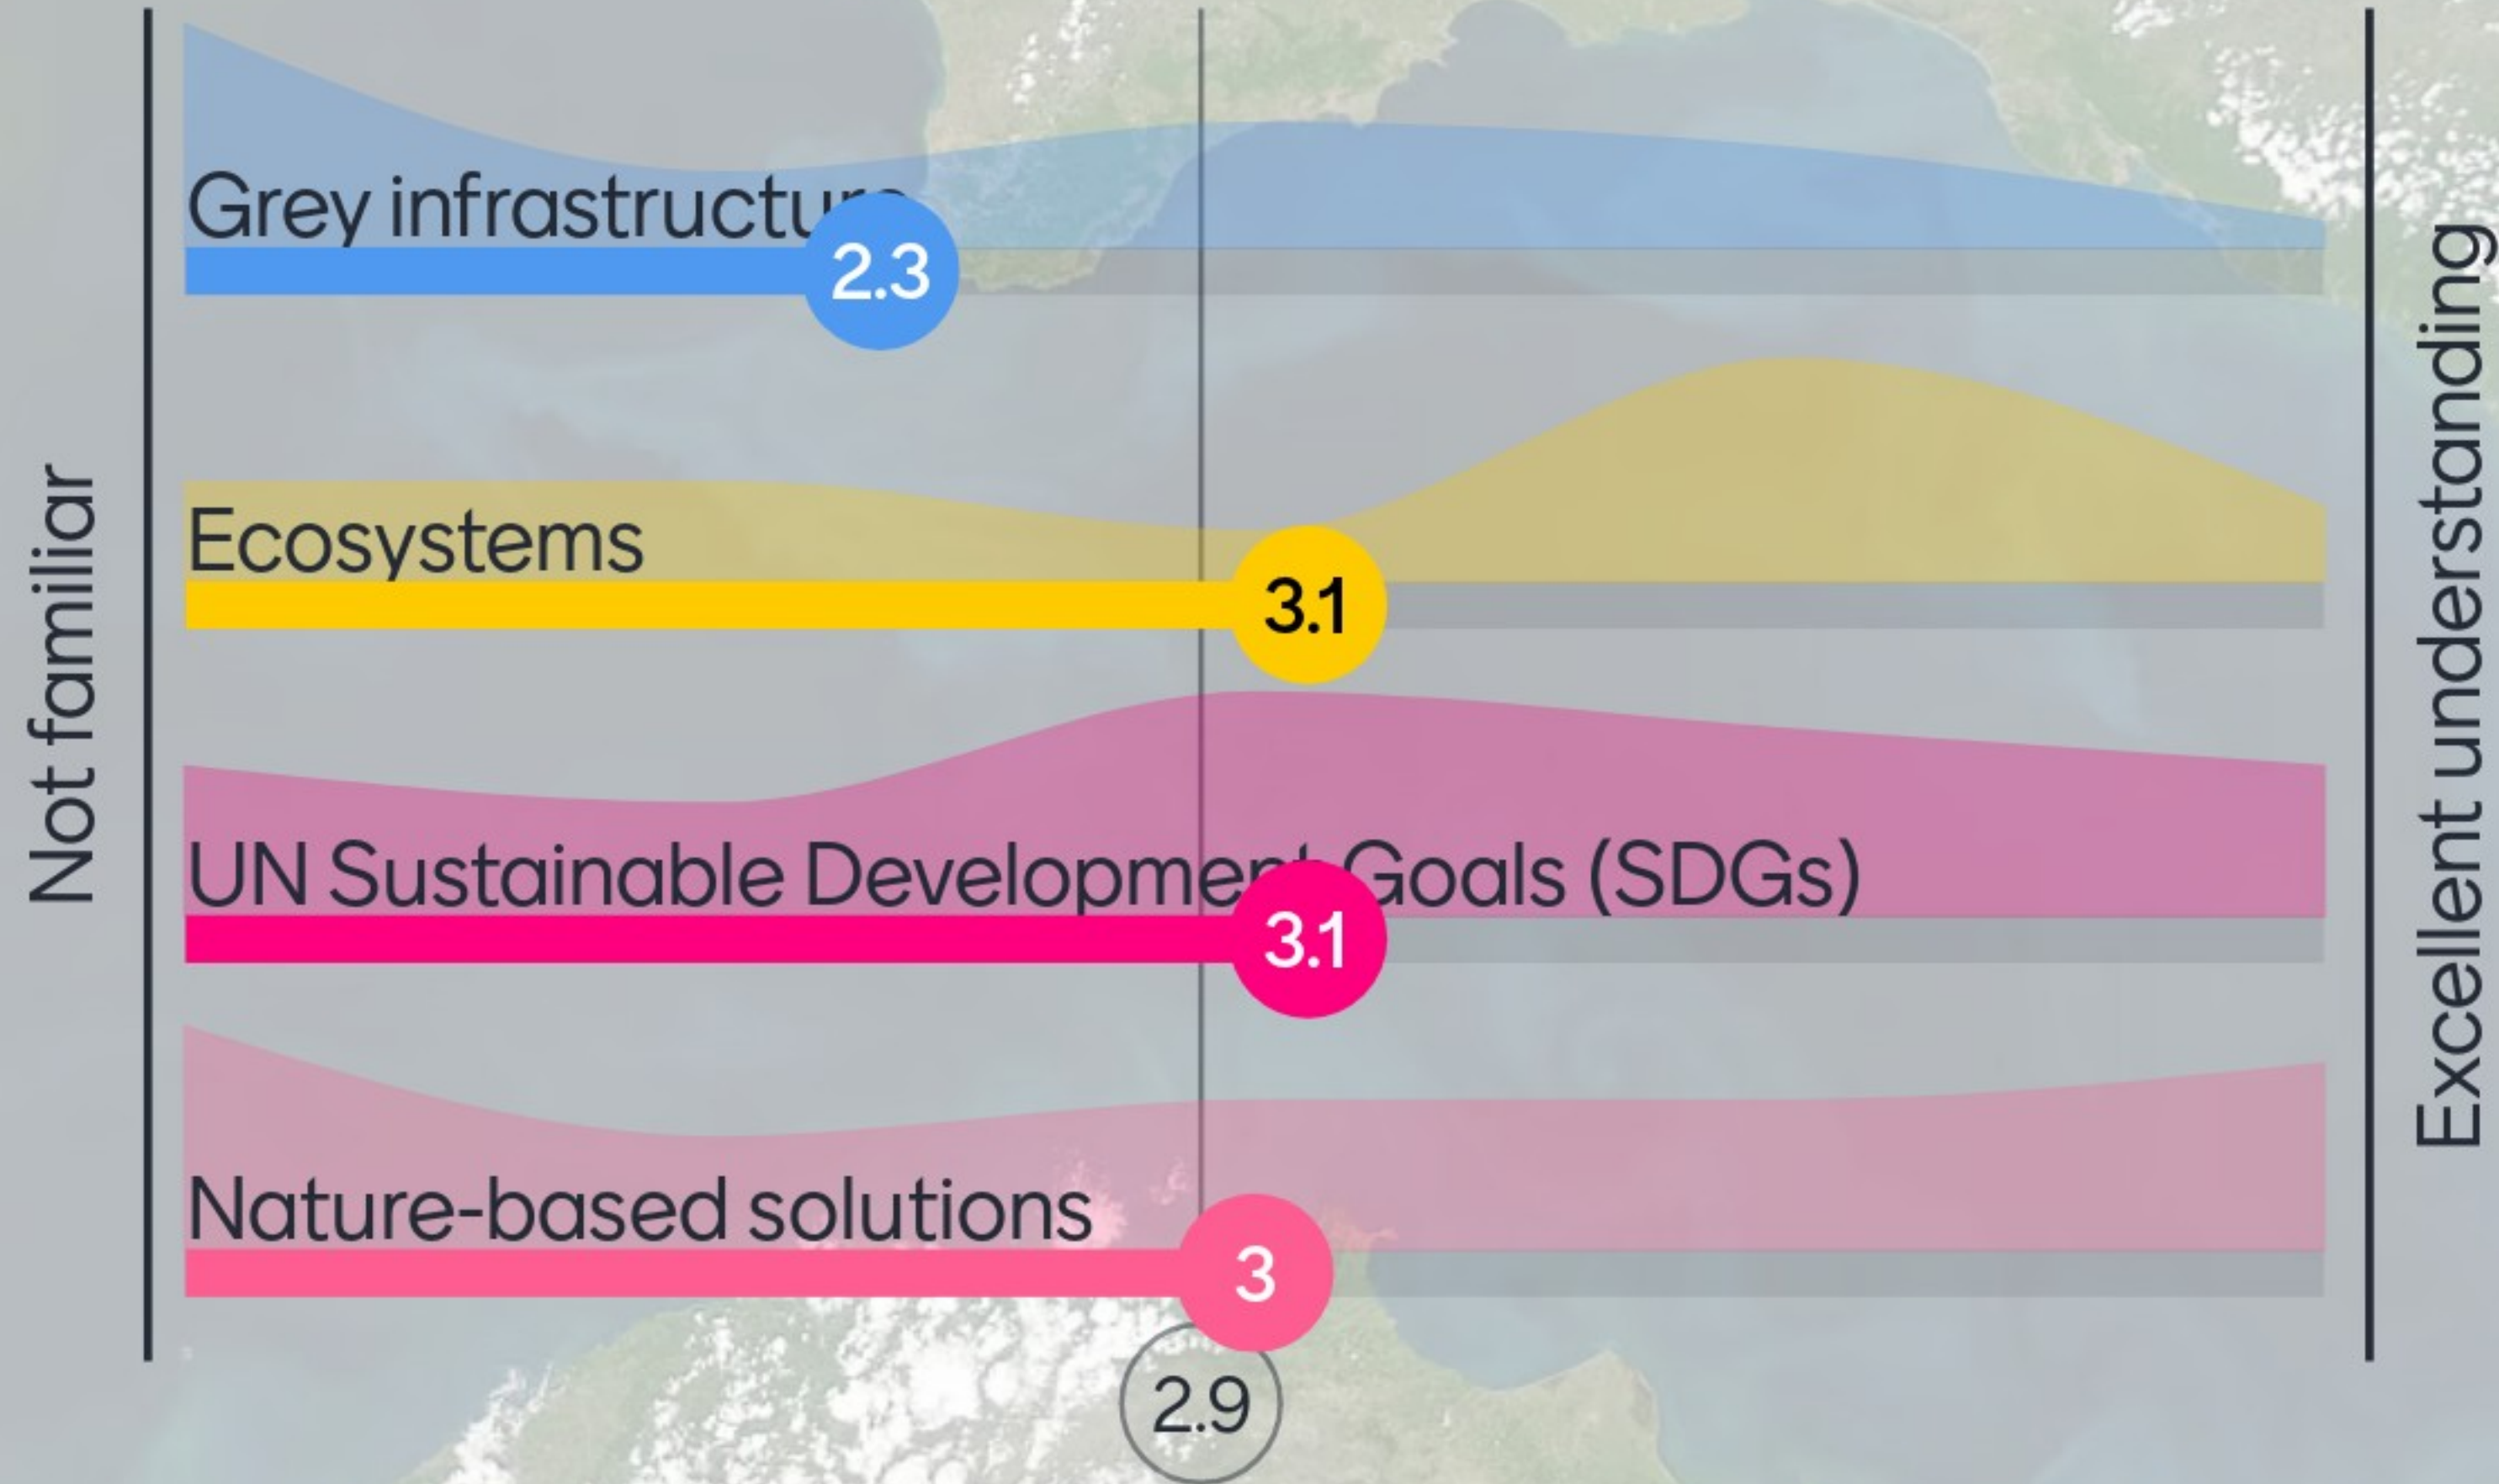 Not familiar
Grey infrastructure
2.3
Ecosystems
3.1
UN Sustainable Development Goals (SDGs)
3.1
Nature-based solutions
3
2.9
Excellent understanding